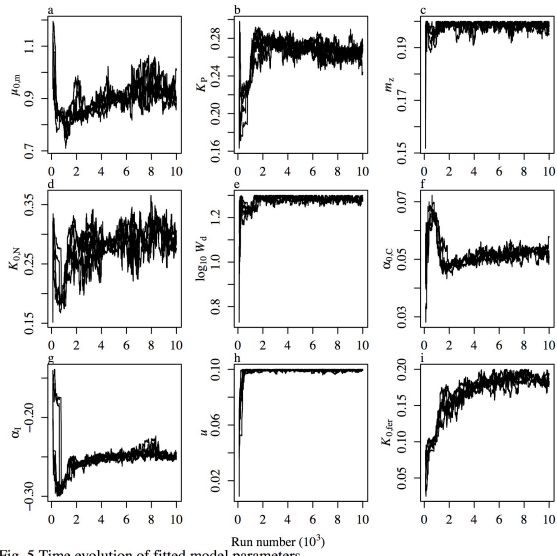 a b c
μ0,m 0.7 0.9 1.1
KP 0.16 0.20 0.24 0.28
mz 0.15 0.17 0.19
0 2 4 6 8 10 0 2 4 6 8 10 0 2 4 6 8 10
d e f
K0,N 0.15 0.25 0.35
log10 Wd 0.8 1.0 1.2
α0,C 0.03 0.05 0.07
0 2 4 6 8 10 0 2 4 6 8 10 0 2 4 6 8 10
g h i
αI −0.30 −0.20
u 0.02 0.06 0.10
K0,fer 0.05 0.10 0.15 0.20
0 2 4 6 8 10 0 2 4 6 8 10 0 2 4 6 8 10
Run number (10³)
Fig. 5 Time evolution of fitted model parameters